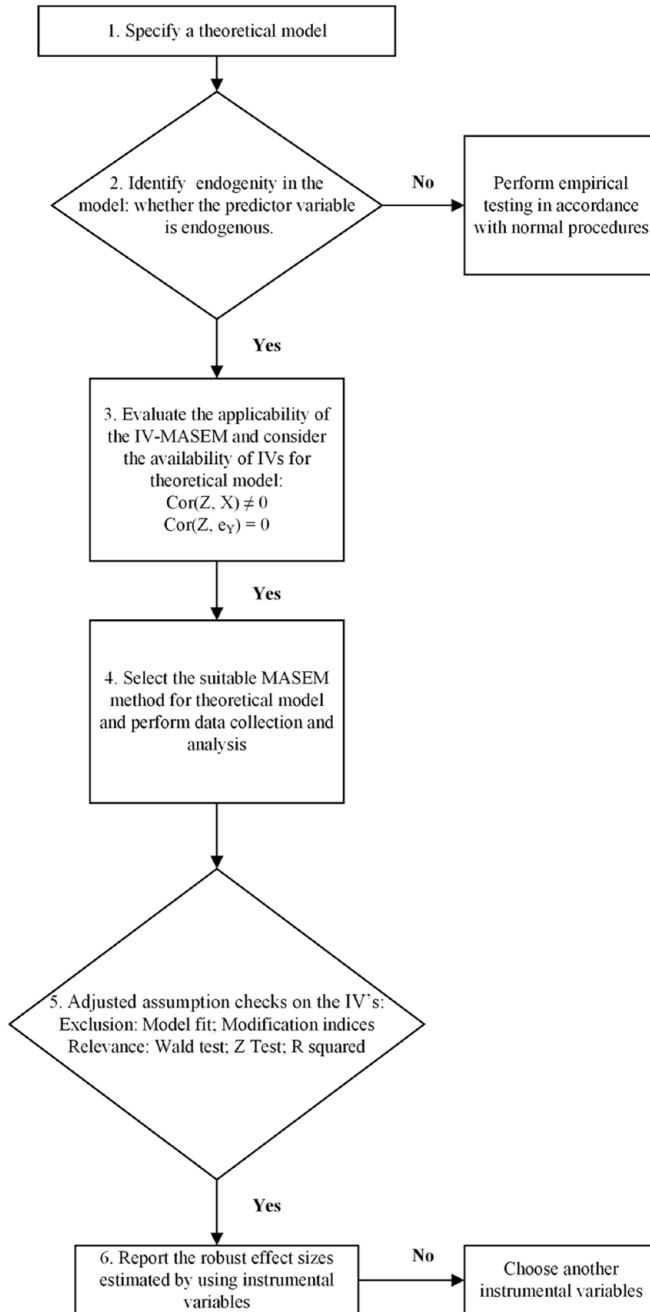 1. Specify a theoretical model
2. Identify endogenity in the
model: whether the predictor variable
is endogenous.
No
Perform empirical
testing in accordance
with normal procedures
Yes
3. Evaluate the applicability of
the IV-MASEM and consider
the availability of IVs for
theoretical model:
Cor(Z, X) ≠ 0
Cor(Z, eY) = 0
Yes
4. Select the suitable MASEM
method for theoretical model
and perform data collection and
analysis
5. Adjusted assumption checks on the IV's:
Exclusion: Model fit; Modification indices
Relevance: Wald test; Z Test; R squared
Yes
6. Report the robust effect sizes
estimated by using instrumental
variables
No
Choose another
instrumental variables